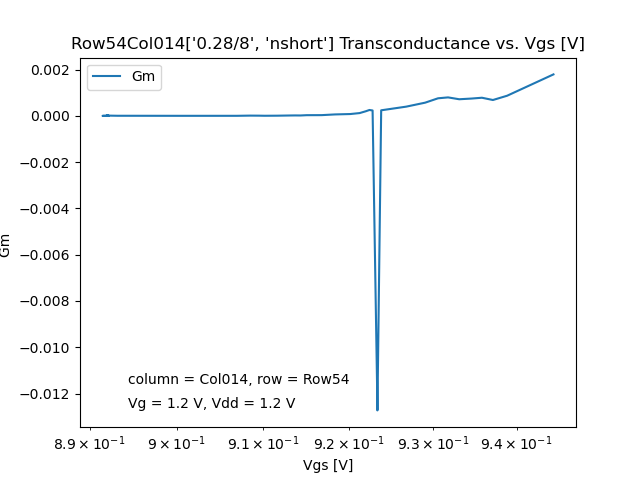 Row54Col014['0.28/8', 'nshort'] Transconductance vs. Vgs [V]
Gm
0.002
0.000
−0.002
−0.004
−0.006
−0.008
−0.010
−0.012
Gm
column = Col014, row = Row54
Vg = 1.2 V, Vdd = 1.2 V
8.9 × 10⁻¹ 9 × 10⁻¹ 9.1 × 10⁻¹ 9.2 × 10⁻¹ 9.3 × 10⁻¹ 9.4 × 10⁻¹
Vgs [V]